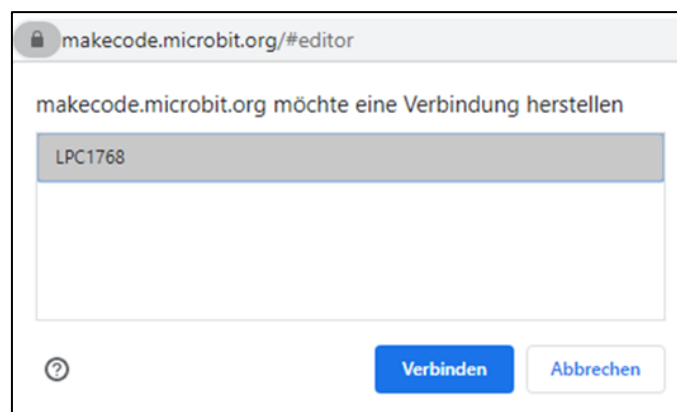 makecode.microbit.org/#editor
makecode.microbit.org möchte eine Verbindung herstellen
LPC1768
Verbinden
Abbrechen